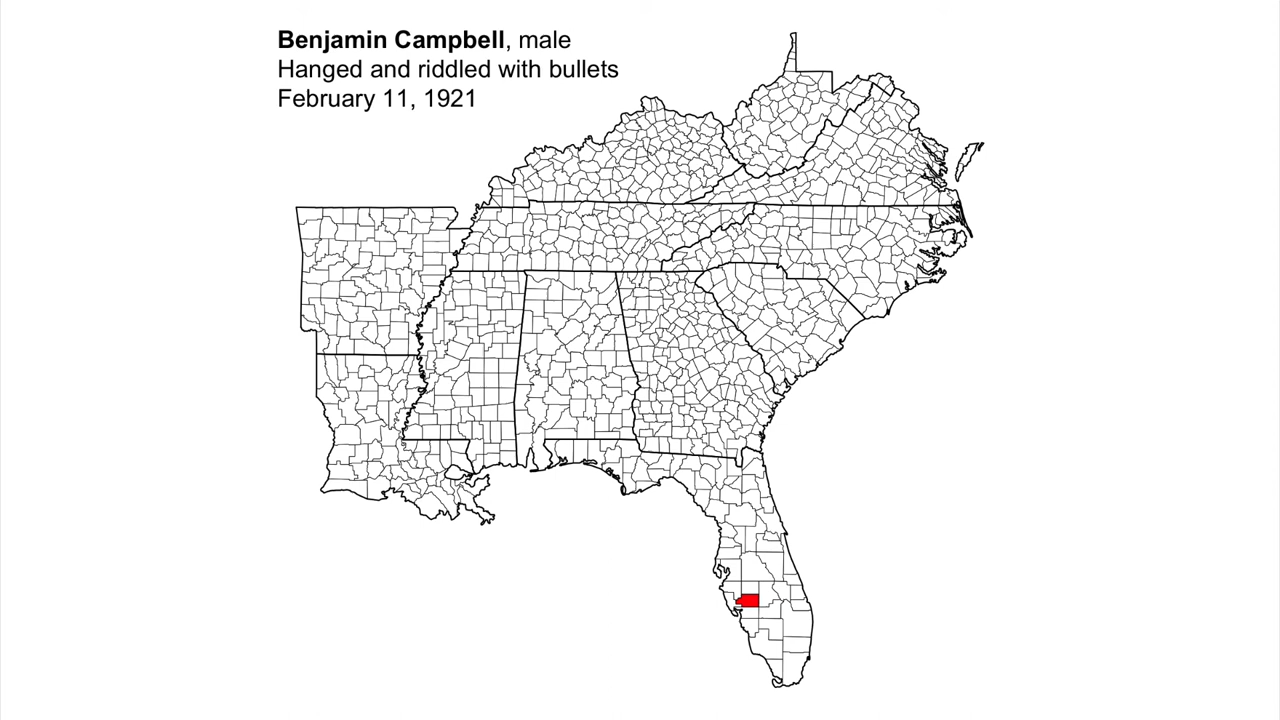 Benjamin Campbell, male
Hanged and riddled with bullets
February 11, 1921